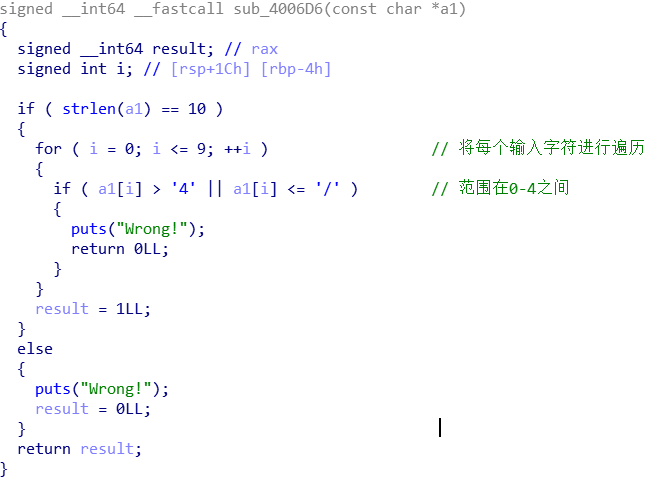 signed __int64 __fastcall sub_4006D6(const char *a1)
{
  signed __int64 result; // rax
  signed int i; // [rsp+1Ch] [rbp-4h]

  if ( strlen(a1) == 10 )
  {
    for ( i = 0; i <= 9; ++i )                  // 将每个输入字符进行遍历
    {
      if ( a1[i] > '4' || a1[i] <= '/' )        // 范围在0-4之间
      {
        puts("Wrong!");
        return 0LL;
      }
    }
    result = 1LL;
  }
  else
  {
    puts("Wrong!");
    result = 0LL;
  }
  return result;
}